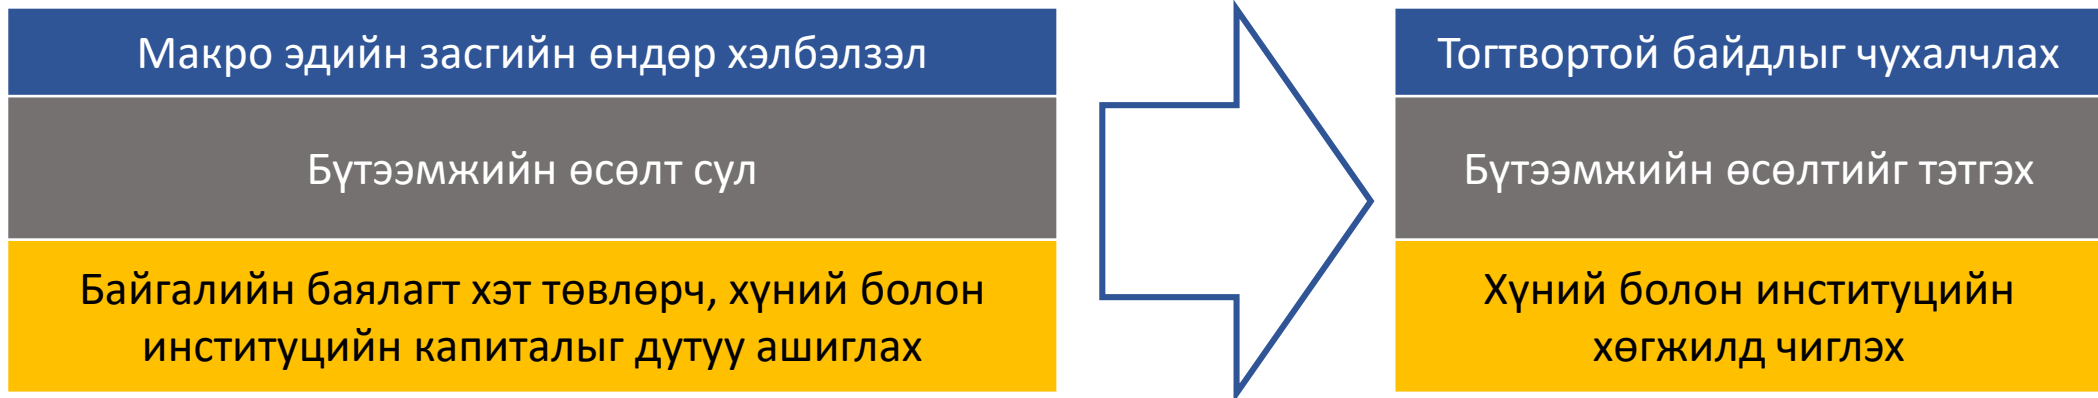 Макро эдийн засгийн өндөр хэлбэлзэл
Бүтээмжийн өсөлт сул
Байгалийн баялагт хэт төвлөрч, хүний болон
институцийн капиталыг дутуу ашиглах
Тогтвортой байдлыг чухалчлах
Бүтээмжийн өсөлтийг тэтгэх
Хүний болон институцийн
хөгжилд чиглэх